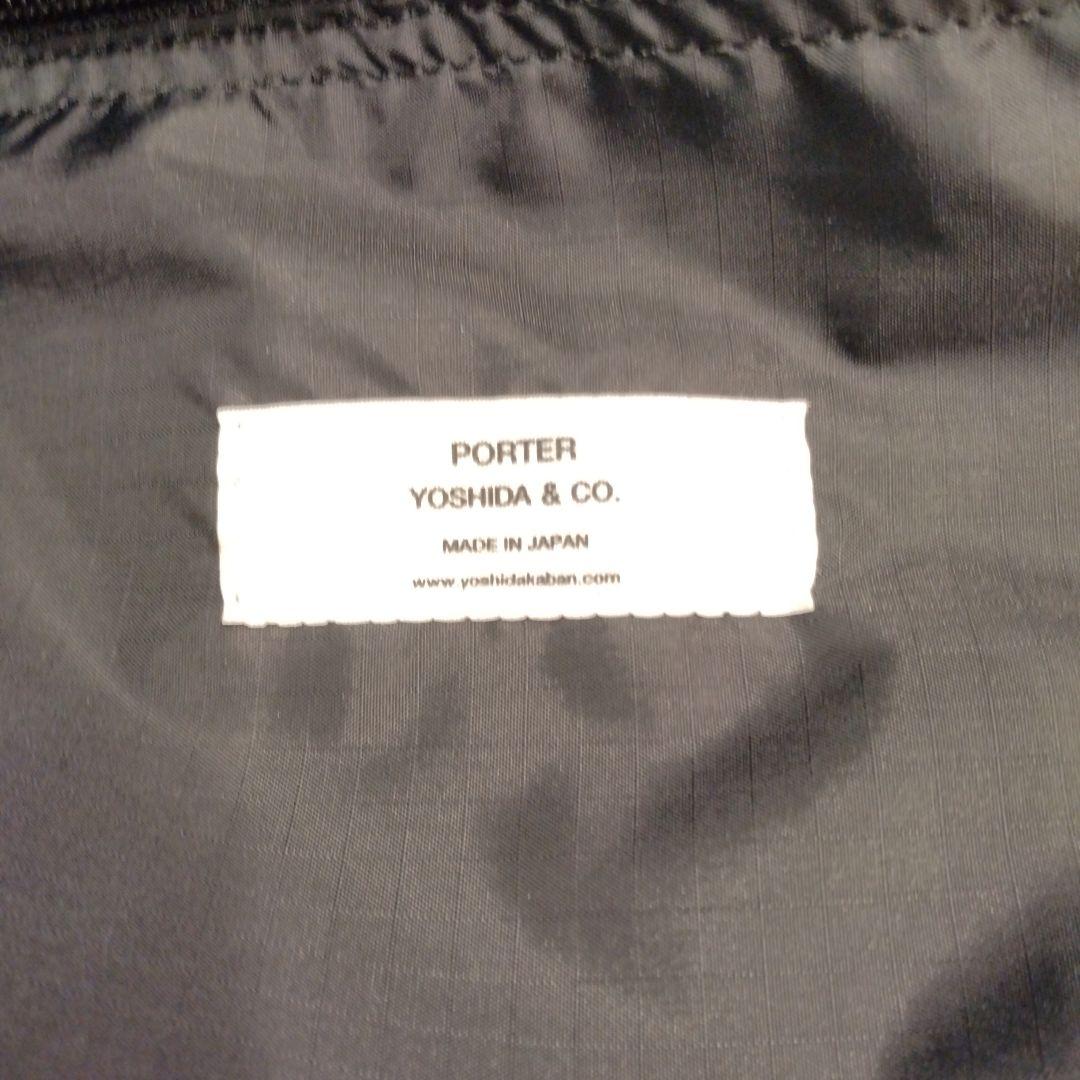 PORTER
YOSHIDA & CO.
MADE IN JAPAN
www.yoshidakaban.com